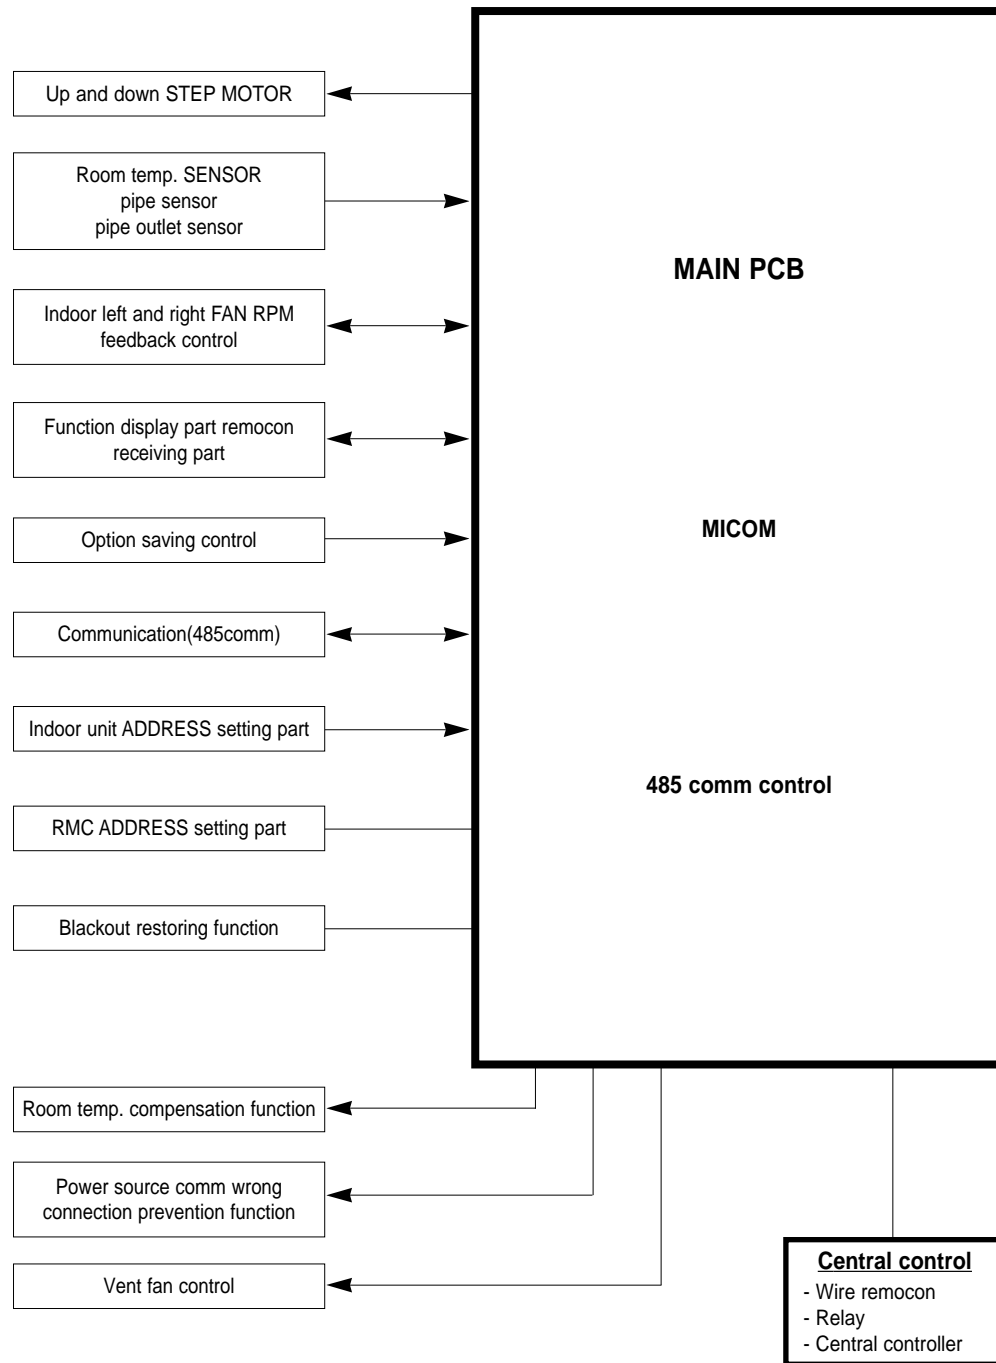 Up and down STEP MOTOR
Room temp. SENSOR
pipe sensor
pipe outlet sensor
MAIN PCB
Indoor left and right FAN RPM
feedback control
Function display part remocon
receiving part
MICOM
Option saving control
Communication(485comm)
Indoor unit ADDRESS setting part
485 comm control
RMC ADDRESS setting part
Blackout restoring function
Room temp. compensation function
Power source comm wrong
connection prevention function
Vent fan control
Central control
- Wire remocon
- Relay
- Central controller